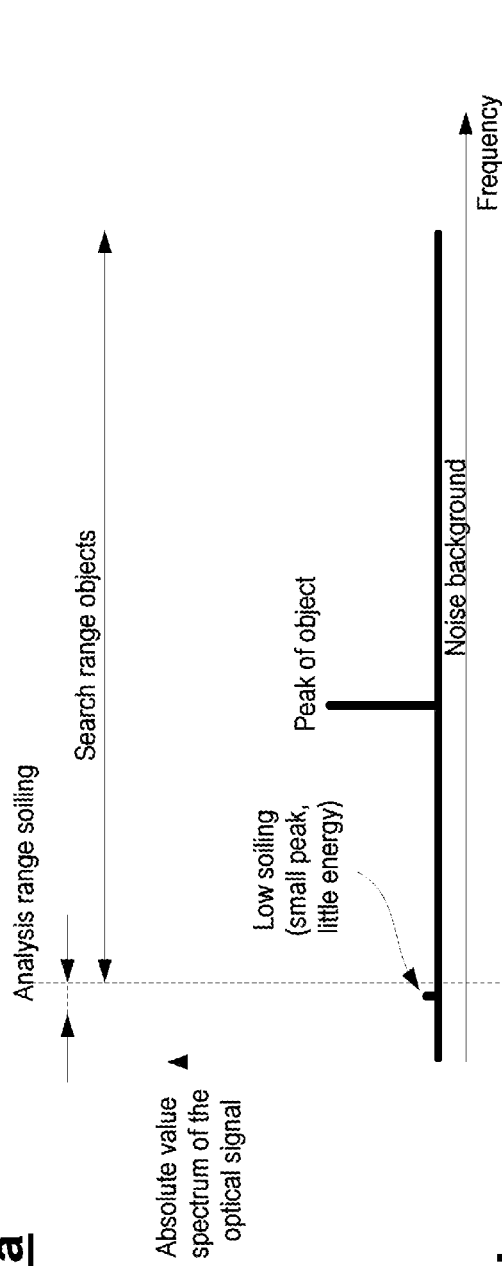 a
Analysis range soiling
Search range objects
Absolute value
spectrum of the
optical signal
Low soiling
(small peak,
little energy)
Peak of object
Noise background
Frequency